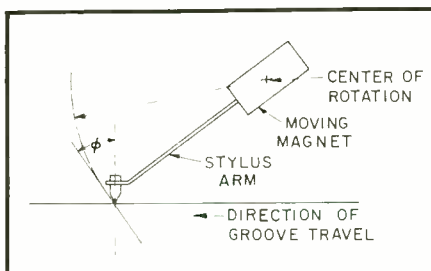 CENTER OF
ROTATION
MOVING
MAGNET
ϕ
STYLUS
ARM
DIRECTION OF
GROOVE TRAVEL